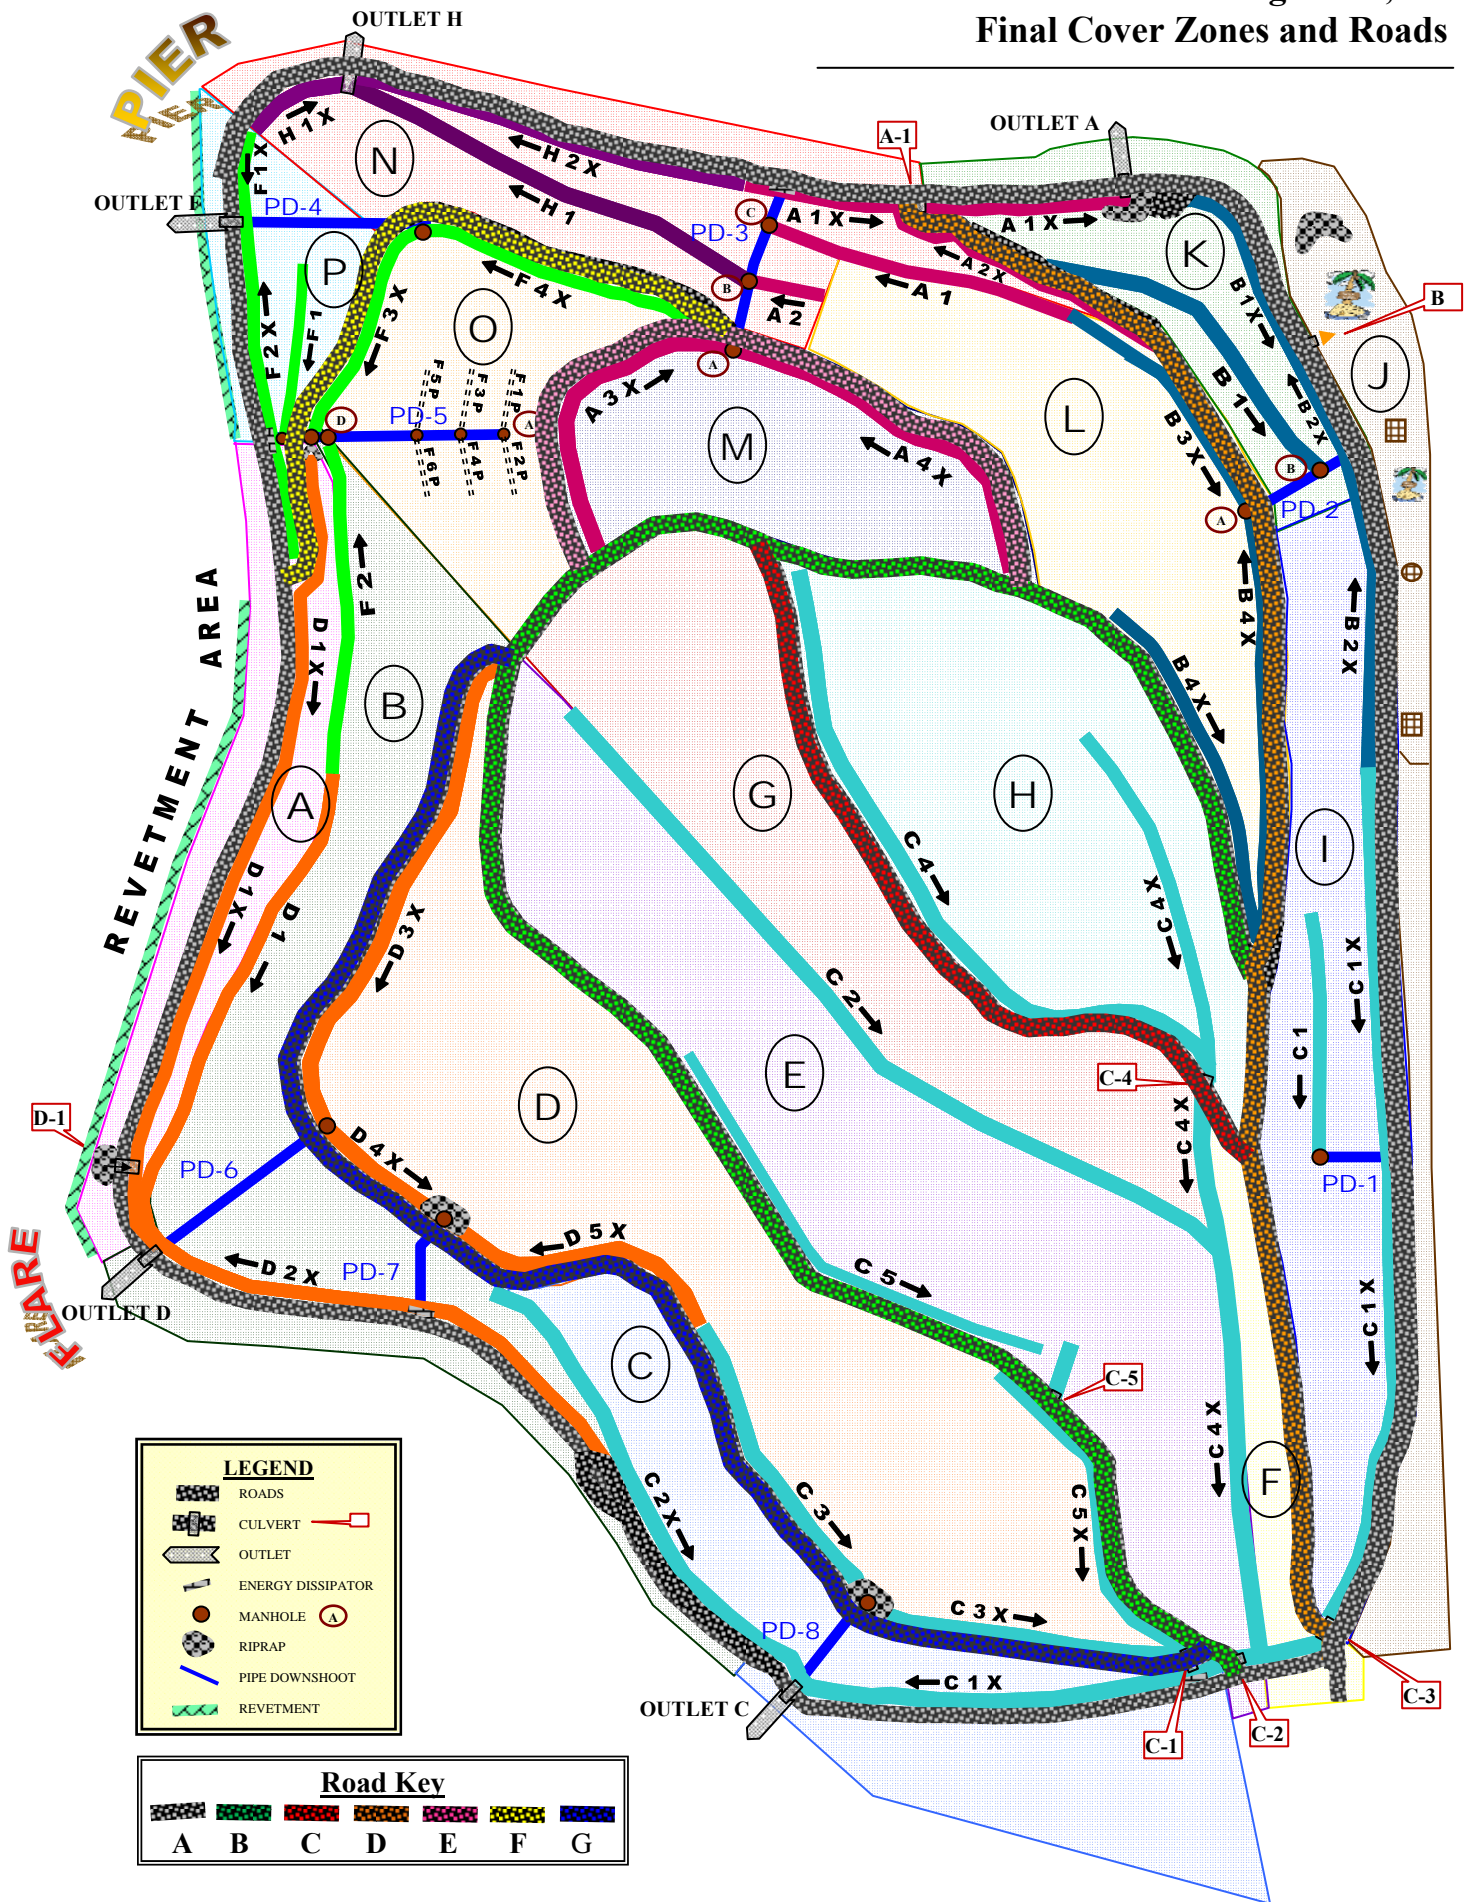 Final Cover Zones and Roads
OUTLET H
PIER
OUTLET A
A-1
N
H 1 X
H 2 X
H 1
F 1 X
PD-4
PD-3
C
A 1 X
A 1 X
K
P
B
A 2
A 2 X
A 1
B 1 X
B
J
F 4 X
F 3 X
F 1
F 2 X
O
A
A 3 X
M
A 4 X
L
B 3 X
B 1
B 2 X
B
A
PD-2
D
PD-5
A
F 5 P
F 3 P
F 1 P
F 6 P
F 4 P
F 2 P
F 2
D 1 X
B
REVETMENT AREA
A
D 1 X
D 1
D 3 X
B 4 X
B 4 X
B 2 X
G
H
I
C 4
C 4 X
C 2
C 1
C 1 X
E
D
C-4
C 4 X
D-1
PD-6
D 4 X
PD-1
D 5 X
D 2 X
PD-7
FLARE
OUTLET D
C 5
C 1 X
C
C-5
C 4 X
F
C 2 X
C 3
C 5 X
C 3 X
PD-8
C 1 X
OUTLET C
C-1
C-2
C-3
LEGEND
ROADS
CULVERT
OUTLET
ENERGY DISSIPATOR
MANHOLE A
RIPRAP
PIPE DOWNSHOOT
REVETMENT
Road Key
A B C D E F G